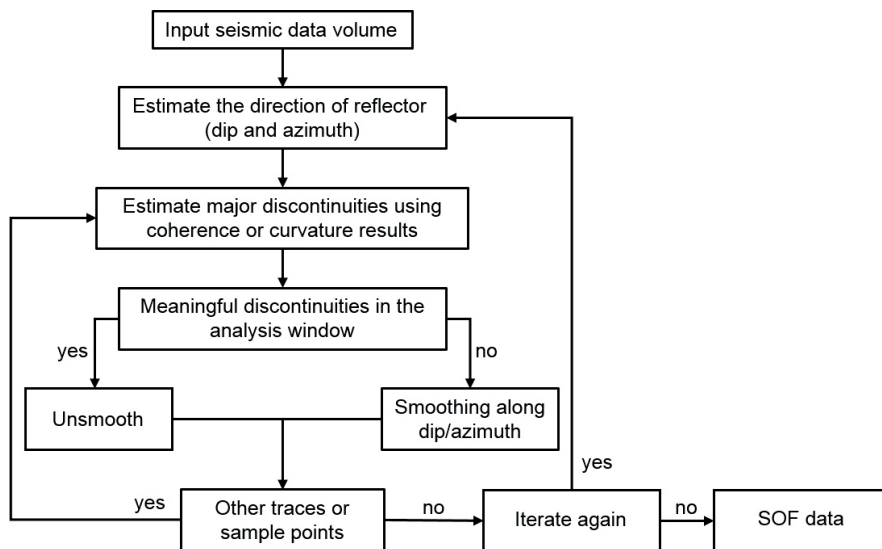 Input seismic data volume
Estimate the direction of reflector
(dip and azimuth)
Estimate major discontinuities using
coherence or curvature results
Meaningful discontinuities in the
analysis window
yes
no
Unsmooth
Smoothing along
dip/azimuth
yes
yes
Other traces or
sample points
no
Iterate again
no
SOF data